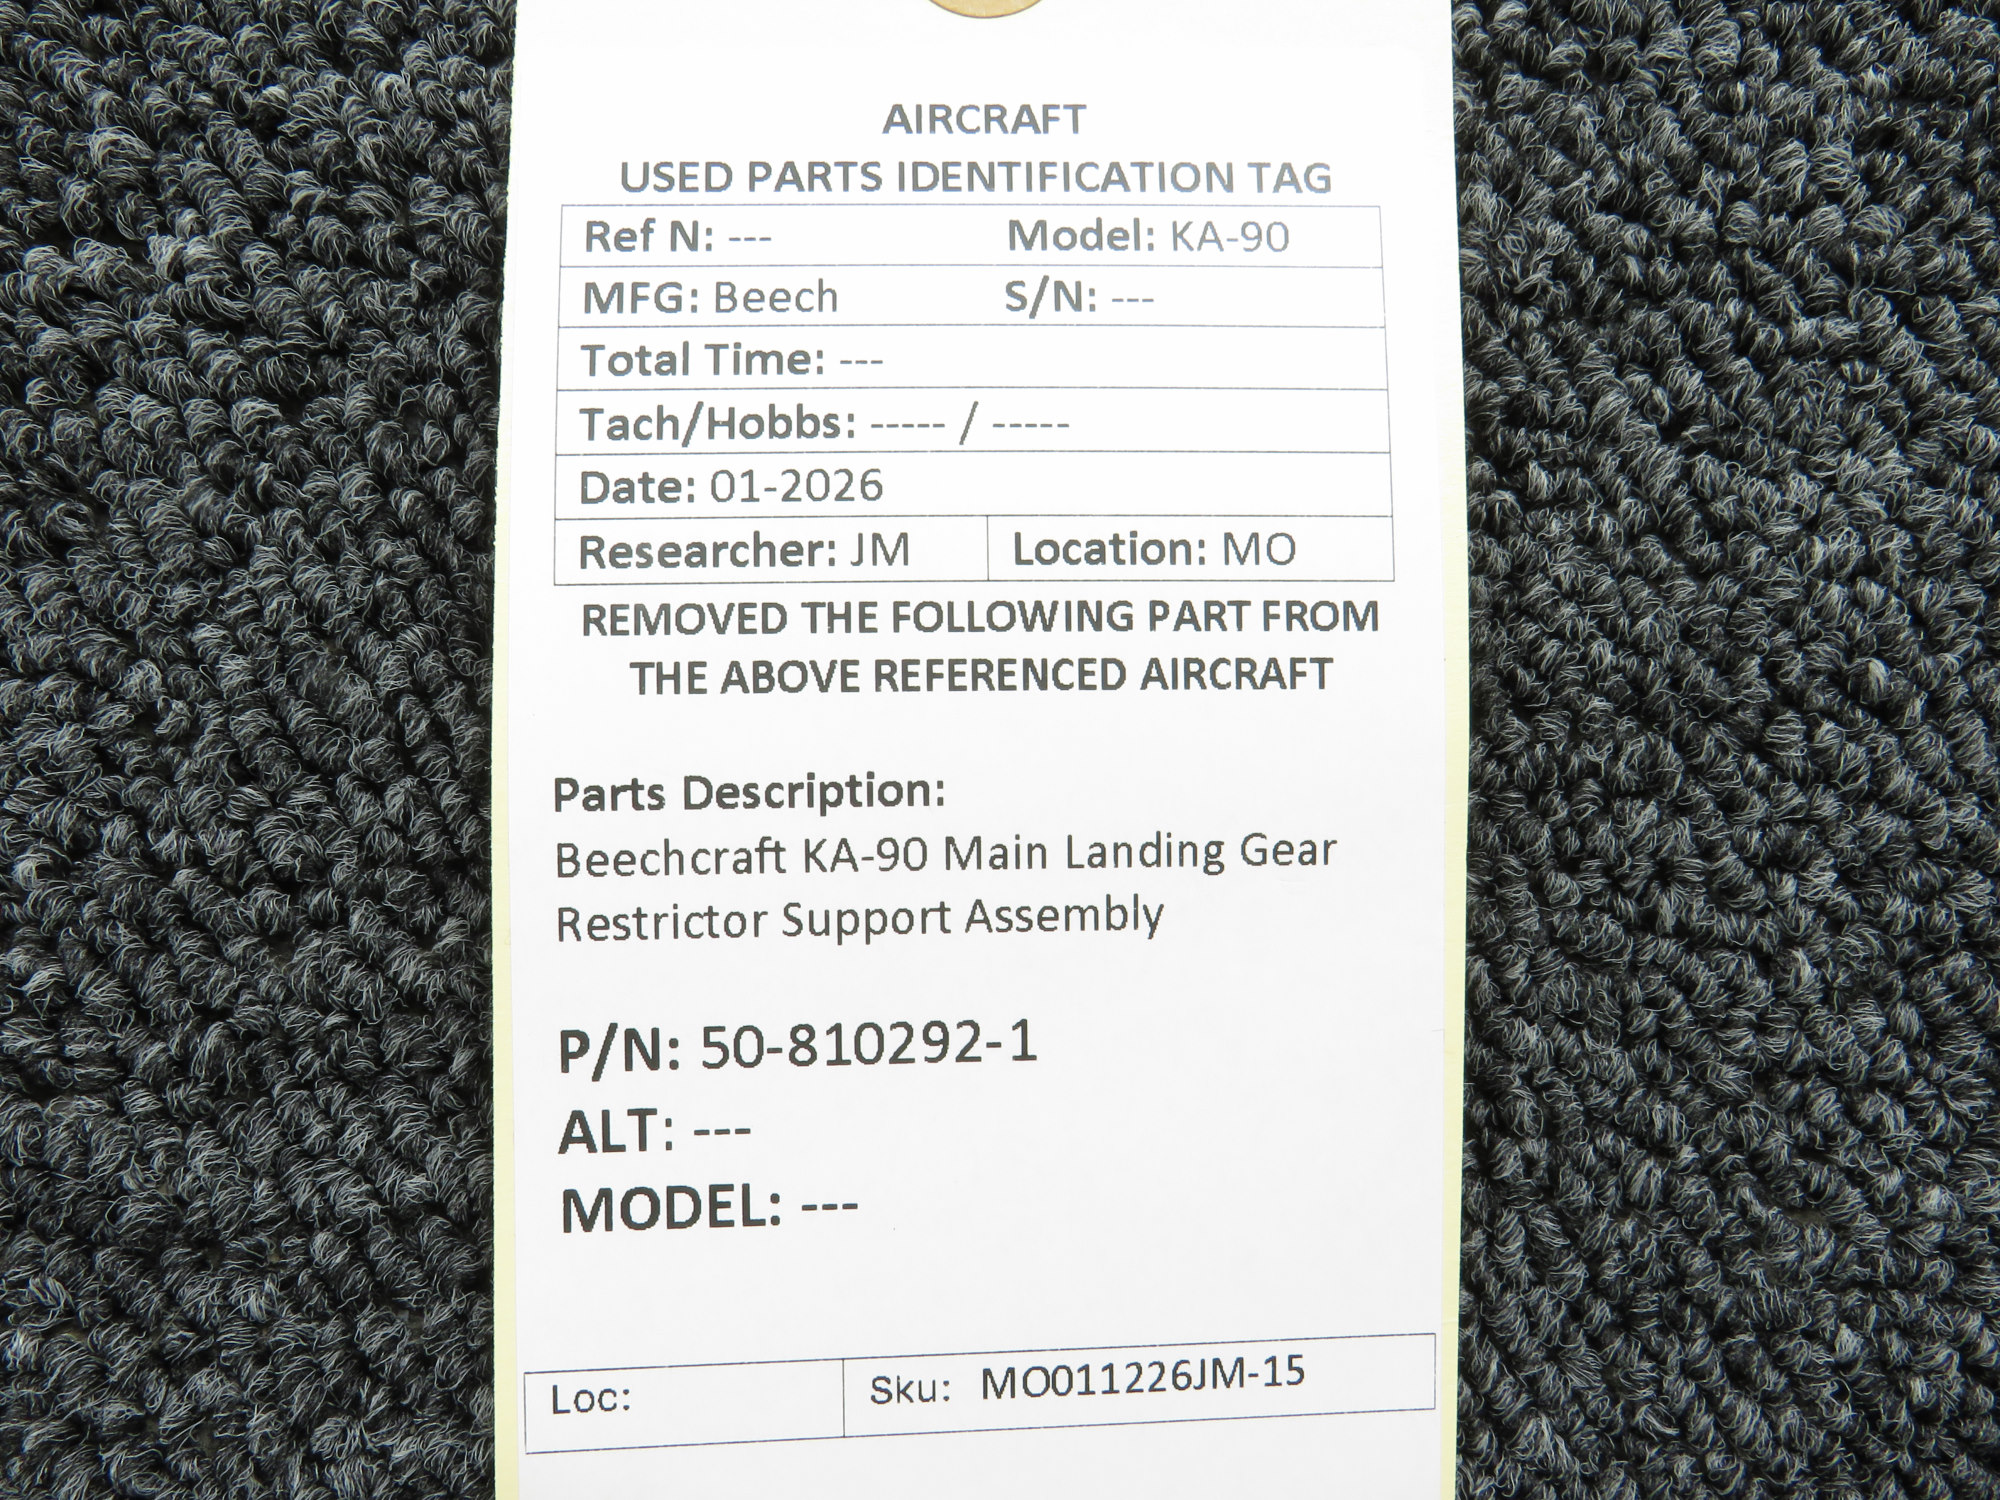 AIRCRAFT
USED PARTS IDENTIFICATION TAG
Ref N: --- Model: KA-90
MFG: Beech S/N: ---
Total Time: ---
Tach/Hobbs: ----- / -----
Date: 01-2026
Researcher: JM Location: MO
REMOVED THE FOLLOWING PART FROM
THE ABOVE REFERENCED AIRCRAFT
Parts Description:
Beechcraft KA-90 Main Landing Gear
Restrictor Support Assembly
P/N: 50-810292-1
ALT: ---
MODEL: ---
Loc: Sku: MO011226JM-15